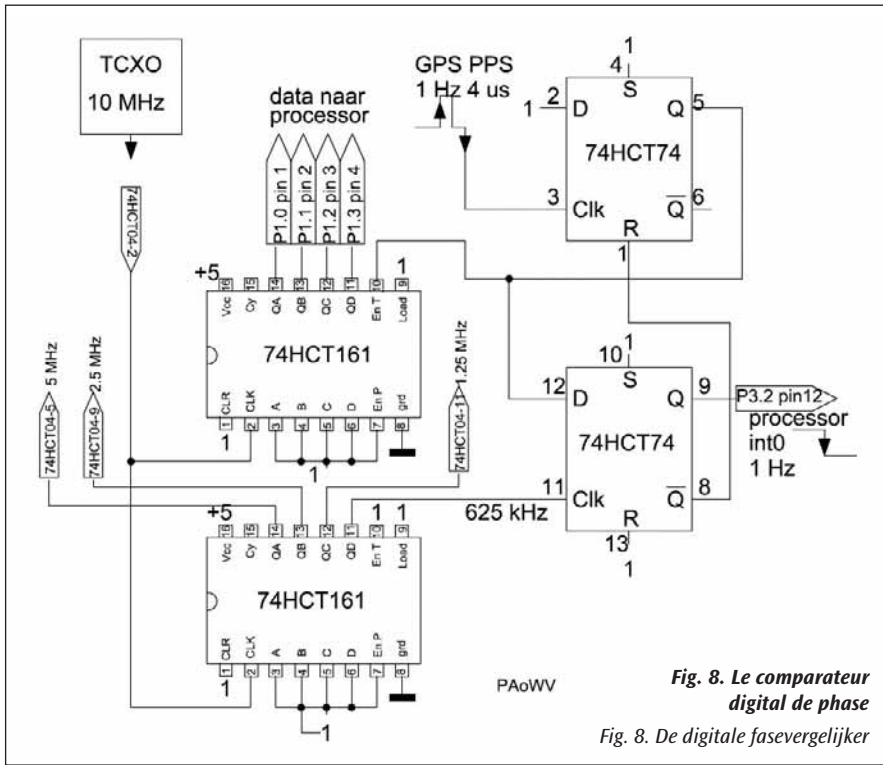 TCXO
10 MHz
GPS PPS
1 Hz 4 us
data naar
processor
1
4
S
2
1
D
Q
5
74HCT74
3
Clk
Q
6
R
1
74HCT04-2
P1.0 pin 1
P1.1 pin 2
P1.2 pin 3
P1.3 pin 4
+5
1
16
15
14
13
12
11
10
9
Vcc
Cy
QA
QB
QC
QD
En T
Load
74HCT161
CLR
CLK
A
B
C
D
En P
grd
1
2
3
4
5
6
7
8
1
1
74HCT04-5
5 MHz
74HCT04-9
2.5 MHz
74HCT04-11
1.25 MHz
1
10
S
12
D
Q
9
P3.2 pin12
74HCT74
processor
int0
1 Hz
11
Clk
Q
8
625 kHz
R
13
1
+5
1
1
16
15
14
13
12
11
10
9
Vcc
Cy
QA
QB
QC
QD
En T
Load
74HCT161
CLR
CLK
A
B
C
D
En P
grd
1
2
3
4
5
6
7
8
1
1
PAoWV
Fig. 8. Le comparateur
digital de phase
Fig. 8. De digitale fasevergelijker